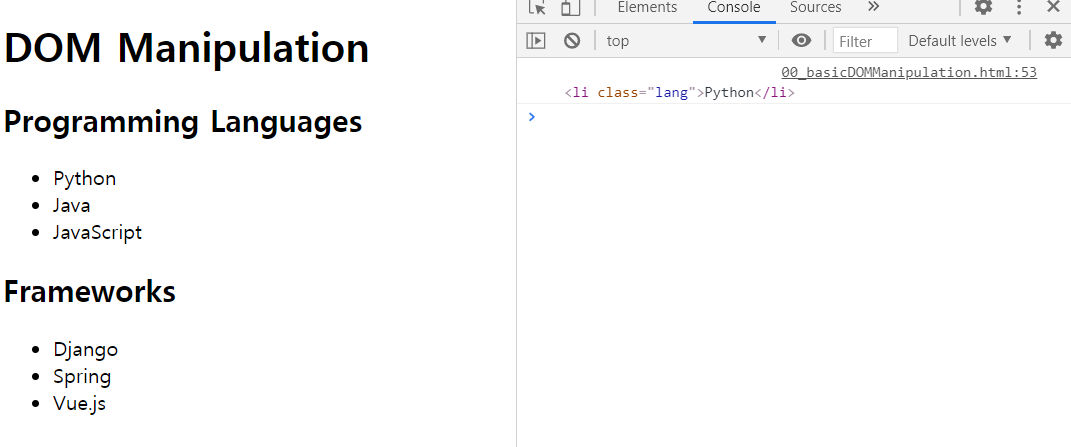 DOM Manipulation
Programming Languages
Python
Java
JavaScript
Frameworks
Django
Spring
Vue.js
Elements Console Sources »
top Filter Default levels
00_basicDOMManipulation.html:53
<li class="lang">Python</li>